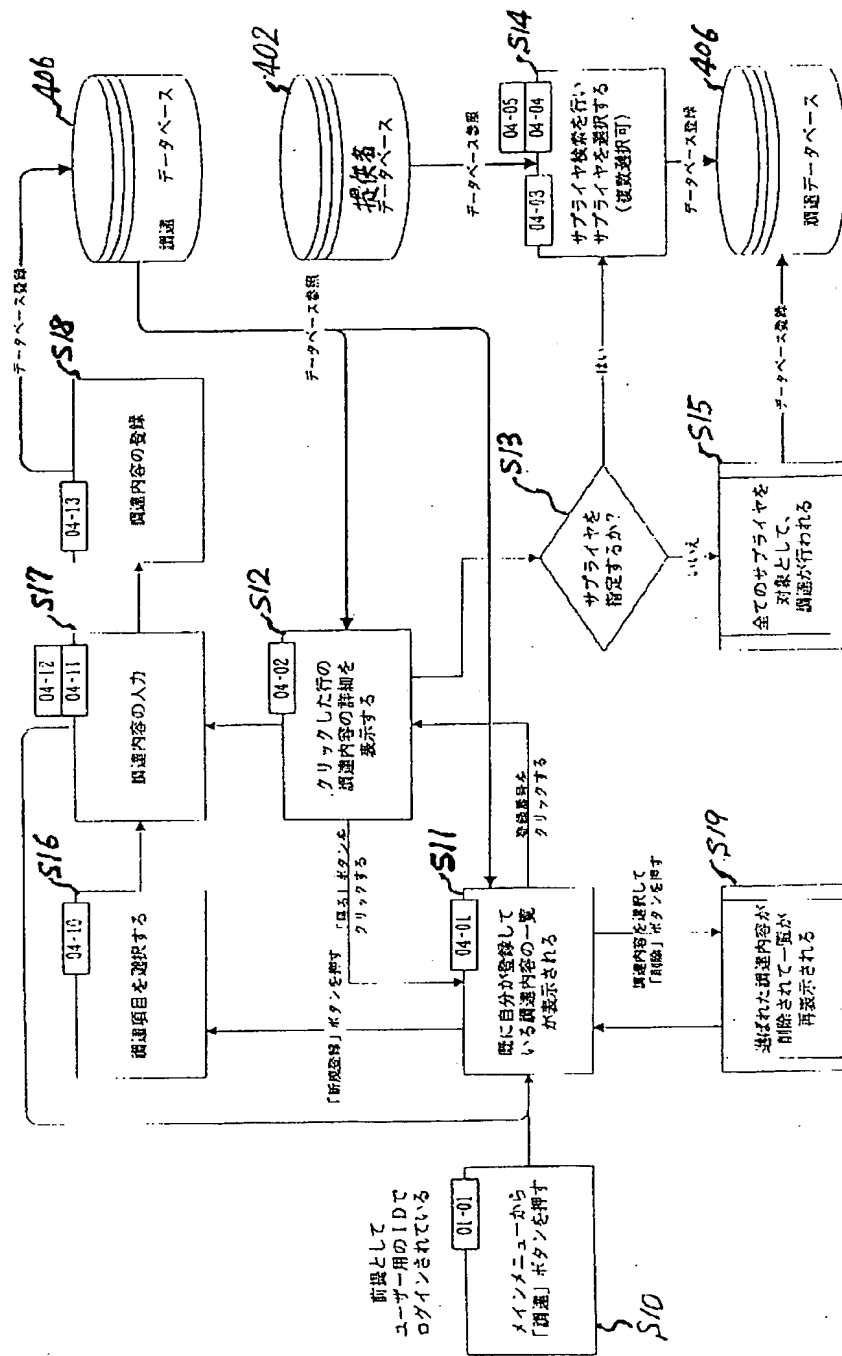 前提として
ユーザー用のIDで
ログインされている
01-01
メインメニューから
「調達」ボタンを押す
S10
04-10
S16
調達項目を選択する
04-12
04-11
S17
調達内容の入力
04-13
S18
調達内容の登録
データベース登録
406
調達 データベース
「新規登録」ボタンを押す
「戻る」ボタンを
クリックする
04-02
S12
クリックした行の
調達内容の詳細を
表示する
データベース参照
402
提供者
データベース
04-01
S11
既に自分が登録して
いる調達内容の一覧
が表示される
登録番号を
クリックする
S13
サプライヤを
指定するか?
はい
いいえ
データベース参照
04-03
04-05
04-04
S14
サプライヤ検索を行い
サプライヤを選択する
(複数選択可)
データベース登録
調達内容を選択して
「削除」ボタンを押す
S19
選ばれた調達内容が
削除されて一覧が
再表示される
S15
全てのサプライヤを
対象として、
調達が行われる
データベース登録
406
調達データベース